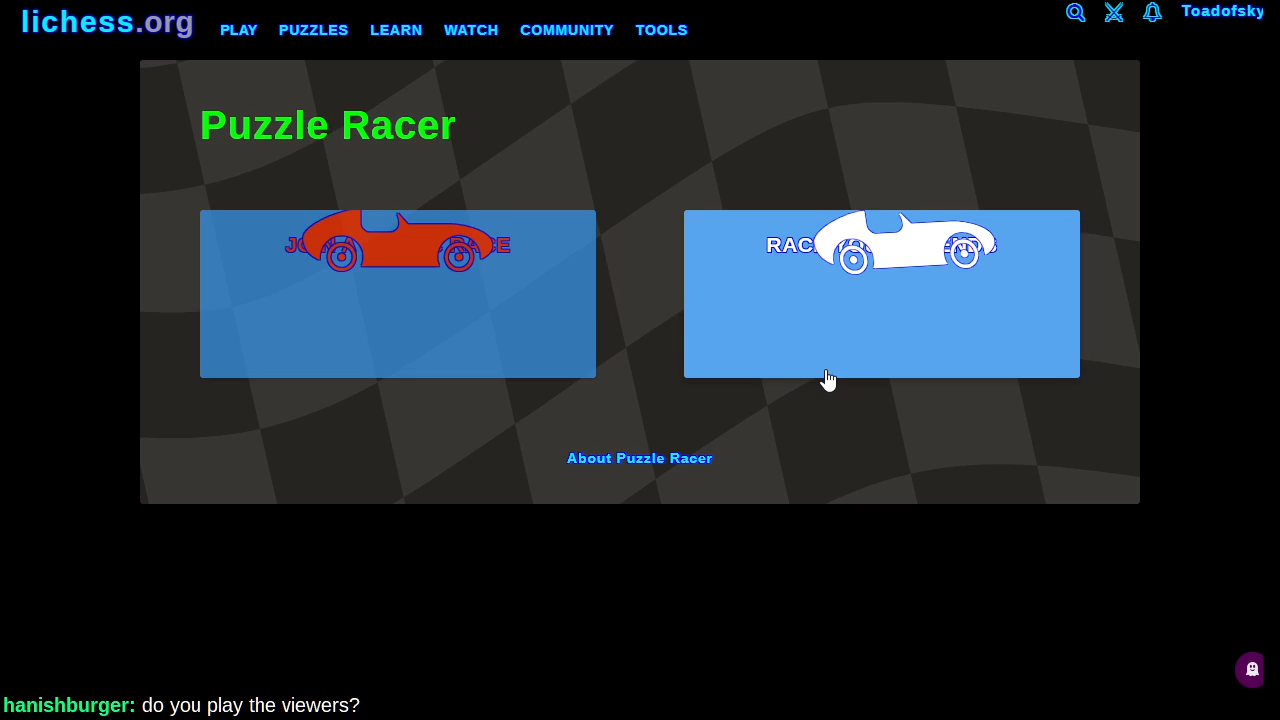 lichess.org
PLAY PUZZLES LEARN WATCH COMMUNITY TOOLS
Toadofsky
Puzzle Racer
About Puzzle Racer
hanishburger: do you play the viewers?